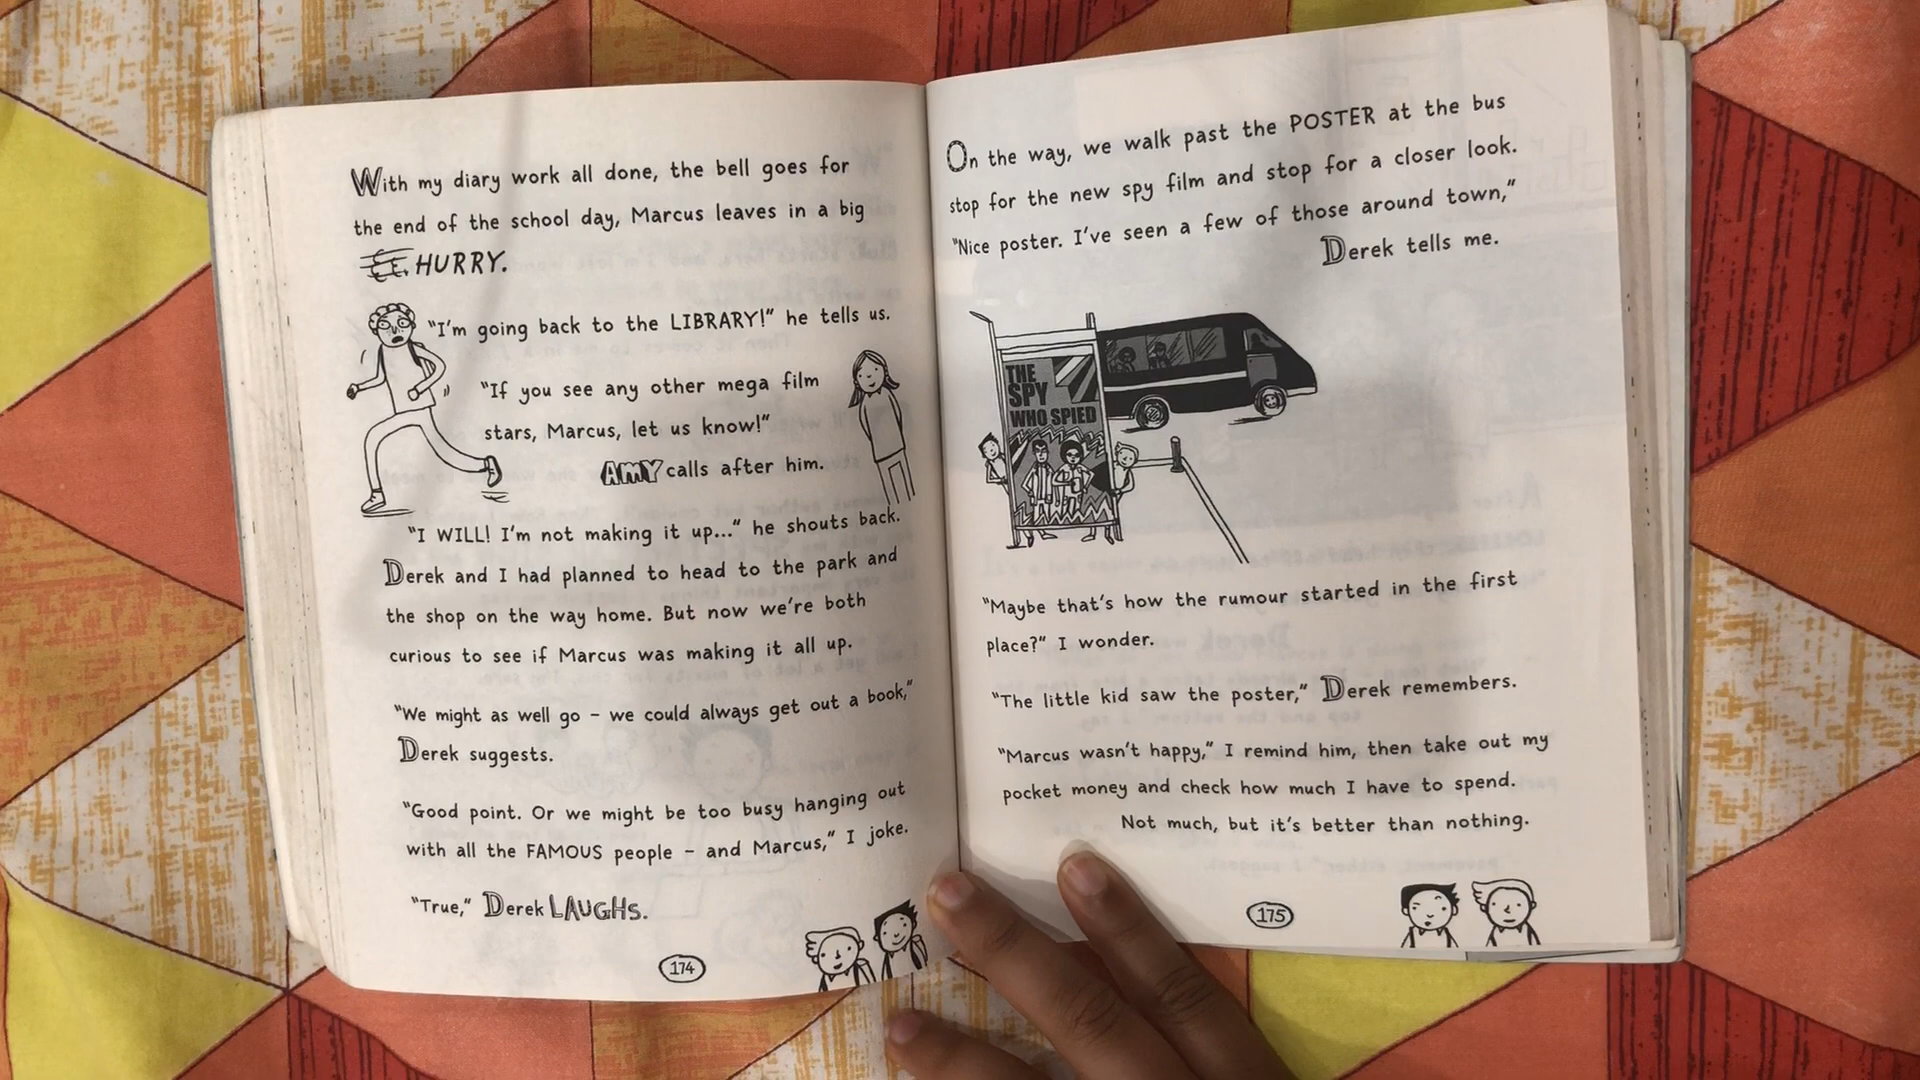 With my diary work all done, the bell goes for
the end of the school day, Marcus leaves in a big
HURRY.
"I'm going back to the LIBRARY!" he tells us.
"If you see any other mega film
stars, Marcus, let us know!"
AMY calls after him.
"I WILL! I'm not making it up..." he shouts back.
Derek and I had planned to head to the park and
the shop on the way home. But now we're both
curious to see if Marcus was making it all up.
"We might as well go – we could always get out a book,"
Derek suggests.
"Good point. Or we might be too busy hanging out
with all the FAMOUS people – and Marcus," I joke.
"True," Derek LAUGHS.
174
On the way, we walk past the POSTER at the bus
stop for the new spy film and stop for a closer look.
"Nice poster. I've seen a few of those around town,"
Derek tells me.
THE
SPY
WHO SPIED
"Maybe that's how the rumour started in the first
place?" I wonder.
"The little kid saw the poster," Derek remembers.
"Marcus wasn't happy," I remind him, then take out my
pocket money and check how much I have to spend.
Not much, but it's better than nothing.
175